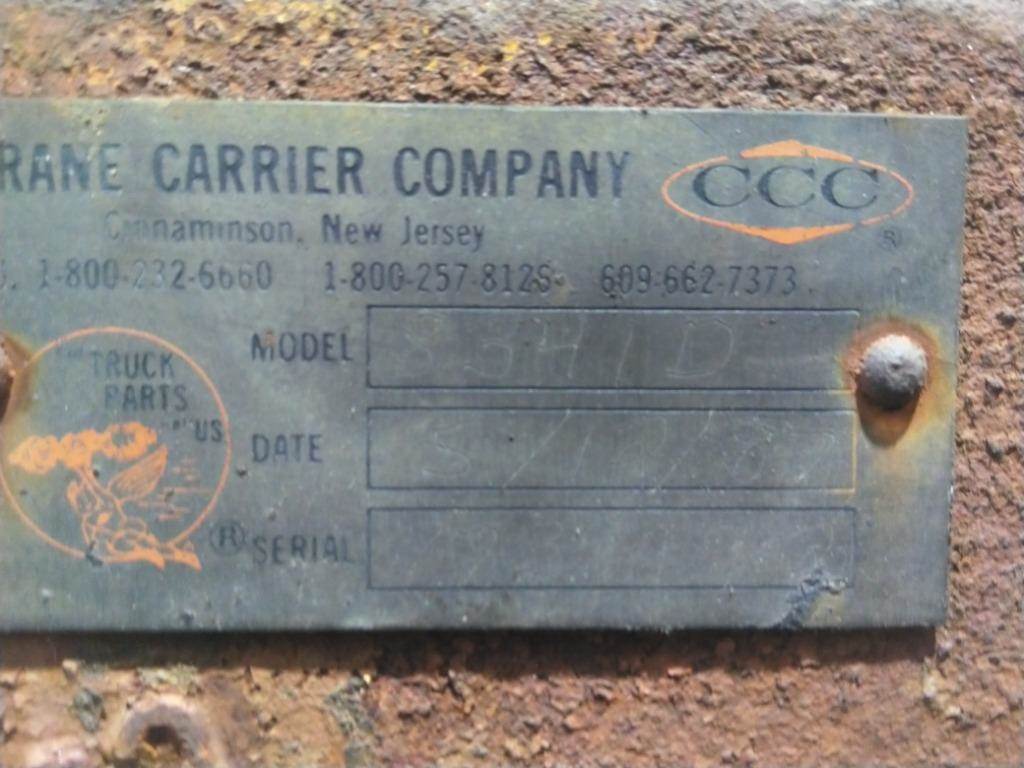 RANE CARRIER COMPANY
CCC
®
Cinnaminson, New Jersey
1-800-232-6660 1-800-257-8126 609-662-7373
TRUCK
PARTS
"US
®
MODEL
DATE
SERIAL